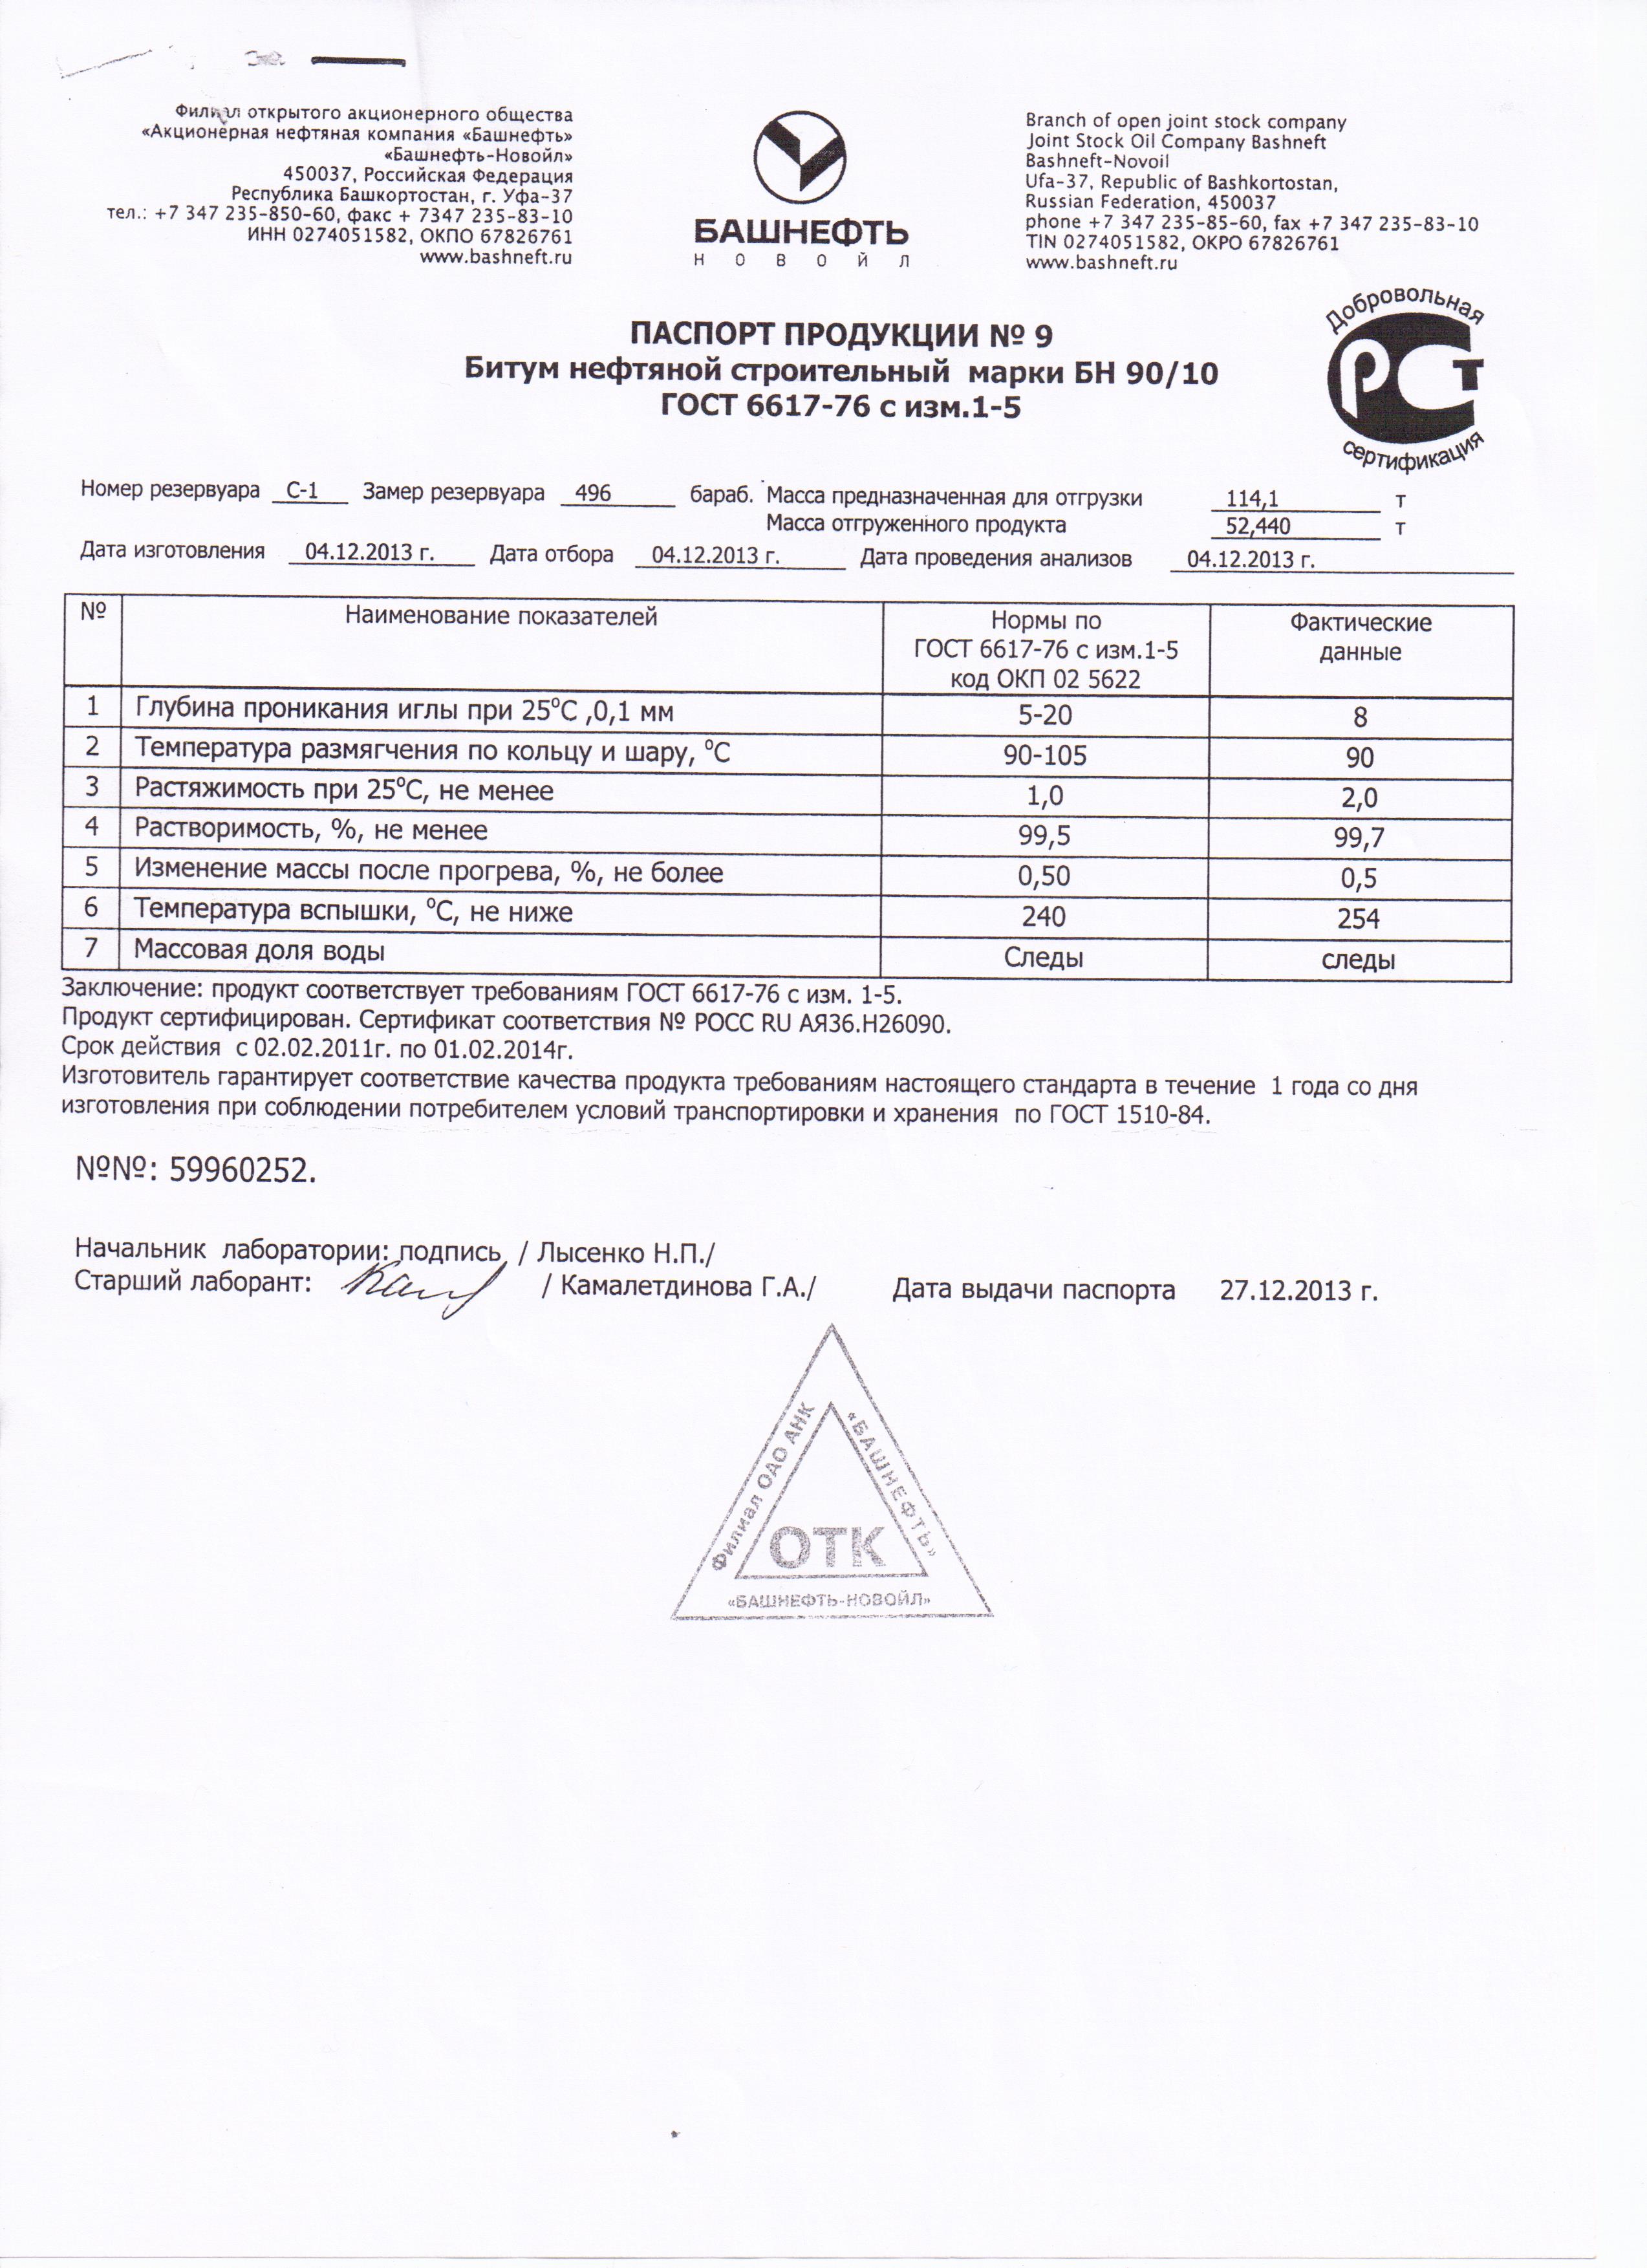 Филиал открытого акционерного общества
«Акционерная нефтяная компания «Башнефть»
«Башнефть-Новойл»
450037, Российская Федерация
Республика Башкортостан, г. Уфа-37
тел.: +7 347 235-850-60, факс + 7347 235-83-10
ИНН 0274051582, ОКПО 67826761
www.bashneft.ru
БАШНЕФТЬ
НОВОЙЛ
Branch of open joint stock company
Joint Stock Oil Company Bashneft
Bashneft-Novoil
Ufa-37, Republic of Bashkortostan,
Russian Federation, 450037
phone +7 347 235-85-60, fax +7 347 235-83-10
TIN 0274051582, OKPO 67826761
www.bashneft.ru
Добровольная
РСТ
сертификация
ПАСПОРТ ПРОДУКЦИИ № 9
Битум нефтяной строительный марки БН 90/10
ГОСТ 6617-76 с изм.1-5
Номер резервуара С-1 Замер резервуара 496 бараб. Масса предназначенная для отгрузки 114,1 т
Масса отгруженного продукта 52,440 т
Дата изготовления 04.12.2013 г. Дата отбора 04.12.2013 г. Дата проведения анализов 04.12.2013 г.
№ Наименование показателей Нормы по ГОСТ 6617-76 с изм.1-5 код ОКП 02 5622 Фактические данные
1 Глубина проникания иглы при 25°С ,0,1 мм 5-20 8
2 Температура размягчения по кольцу и шару, °С 90-105 90
3 Растяжимость при 25°С, не менее 1,0 2,0
4 Растворимость, %, не менее 99,5 99,7
5 Изменение массы после прогрева, %, не более 0,50 0,5
6 Температура вспышки, °С, не ниже 240 254
7 Массовая доля воды Следы следы
Заключение: продукт соответствует требованиям ГОСТ 6617-76 с изм. 1-5.
Продукт сертифицирован. Сертификат соответствия № РОСС RU АЯ36.Н26090.
Срок действия с 02.02.2011г. по 01.02.2014г.
Изготовитель гарантирует соответствие качества продукта требованиям настоящего стандарта в течение 1 года со дня
изготовления при соблюдении потребителем условий транспортировки и хранения по ГОСТ 1510-84.
№№: 59960252.
Начальник лаборатории: подпись / Лысенко Н.П./
Старший лаборант: / Камалетдинова Г.А./ Дата выдачи паспорта 27.12.2013 г.
Филиал ОАО АНК
«БАШНЕФТЬ»
ОТК
«БАШНЕФТЬ-НОВОЙЛ»